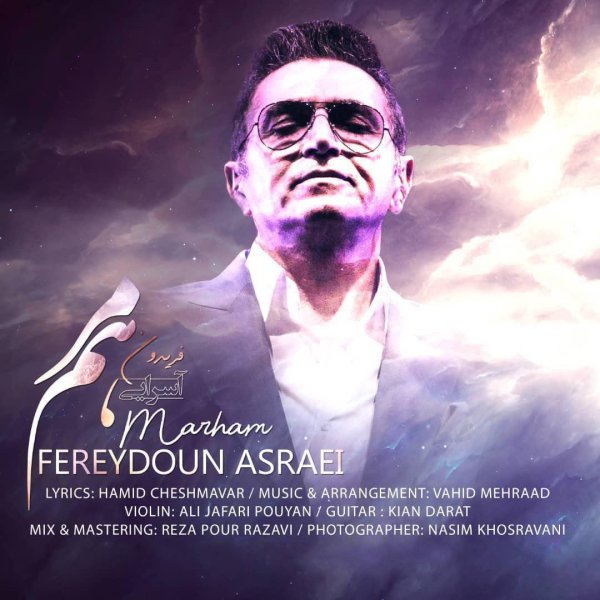 مرهم
فریدون
آسرایی
Marham
FEREYDOUN ASRAEI
LYRICS: HAMID CHESHMAVAR / MUSIC & ARRANGEMENT: VAHID MEHRAAD
VIOLIN: ALI JAFARI POUYAN / GUITAR : KIAN DARAT
MIX & MASTERING: REZA POUR RAZAVI / PHOTOGRAPHER: NASIM KHOSRAVANI